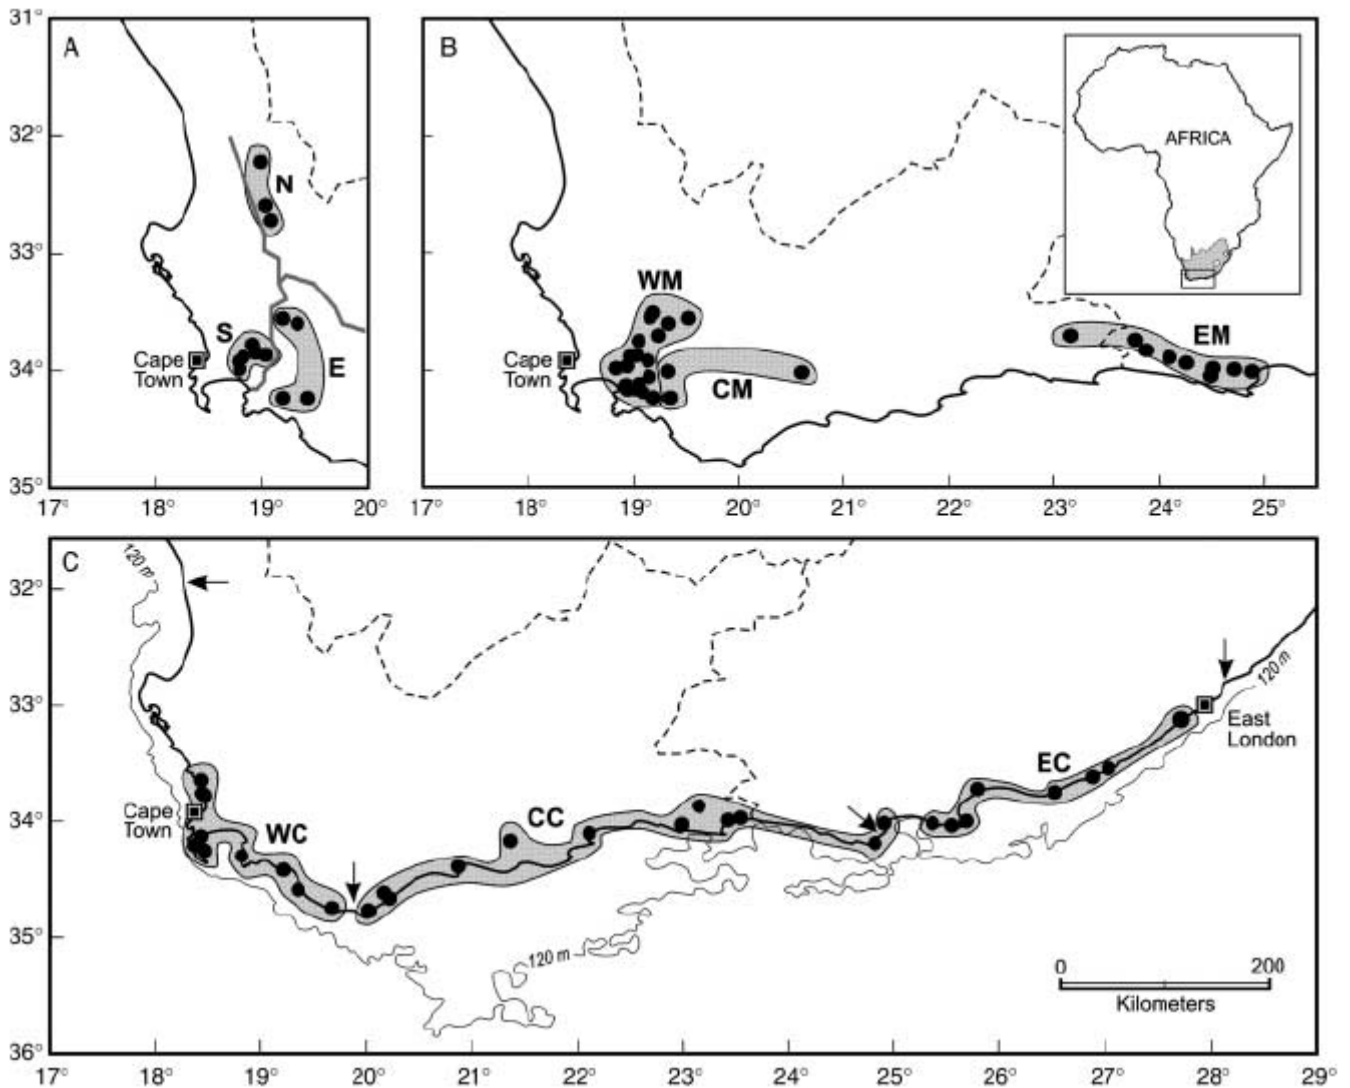 31°
A
B
32°
AFRICA
N
33°
WM
EM
S
Cape
Town
E
Cape
Town
34°
CM
35°
17°
18°
19°
20°
17°
18°
19°
20°
21°
22°
23°
24°
25°
C
120 m
32°
33°
120 m
East
London
EC
Cape
Town
34°
WC
CC
35°
120 m
0
200
Kilometers
36°
17°
18°
19°
20°
21°
22°
23°
24°
25°
26°
27°
28°
29°